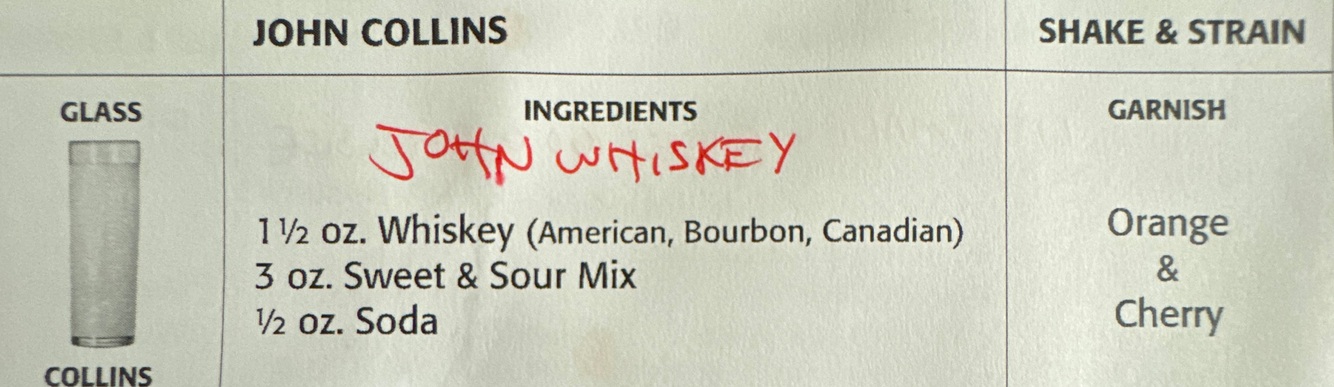 JOHN COLLINS
SHAKE & STRAIN
GLASS
COLLINS
INGREDIENTS
JOHN WHISKEY
1 ½ oz. Whiskey (American, Bourbon, Canadian)
3 oz. Sweet & Sour Mix
½ oz. Soda
GARNISH
Orange
&
Cherry